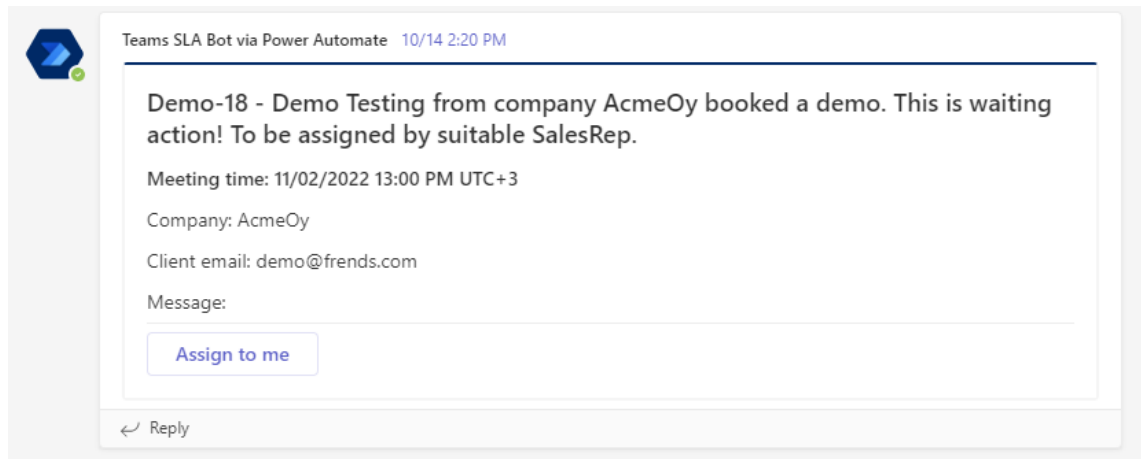 Teams SLA Bot via Power Automate 10/14 2:20 PM
Demo-18 - Demo Testing from company AcmeOy booked a demo. This is waiting
action! To be assigned by suitable SalesRep.
Meeting time: 11/02/2022 13:00 PM UTC+3
Company: AcmeOy
Client email: demo@frends.com
Message:
Assign to me
Reply